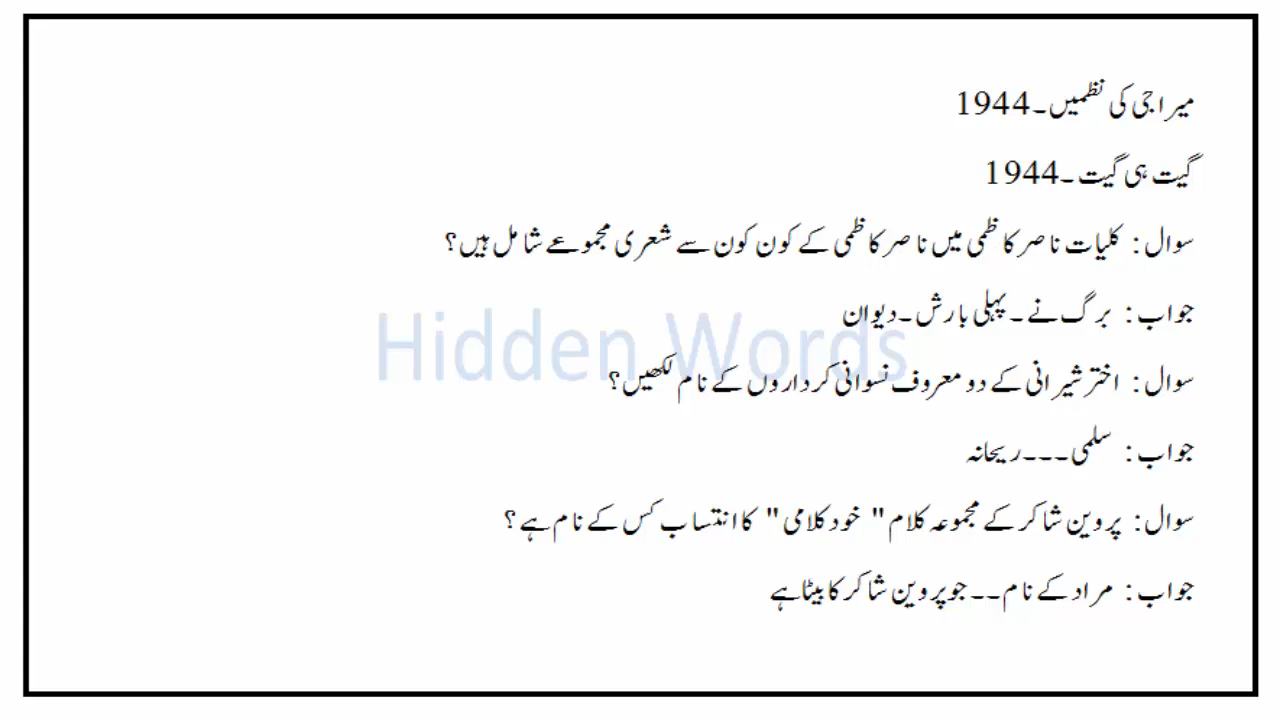 میراجی کی نظمیں۔1944
گیت ہی گیت۔1944
سوال: کلیات ناصر کاظمی میں ناصر کاظمی کے کون کون سے شعری مجموعے شامل ہیں؟
جواب: برگ نے۔پہلی بارش۔دیوان
Hidden Words
سوال: اختر شیرانی کے دو معروف نسوانی کرداروں کے نام لکھیں؟
جواب: سلمی۔۔۔ریحانہ
سوال: پروین شاکر کے مجموعہ کلام " خود کلامی " کا انتساب کس کے نام ہے؟
جواب: مراد کے نام۔۔جو پروین شاکر کا بیٹا ہے